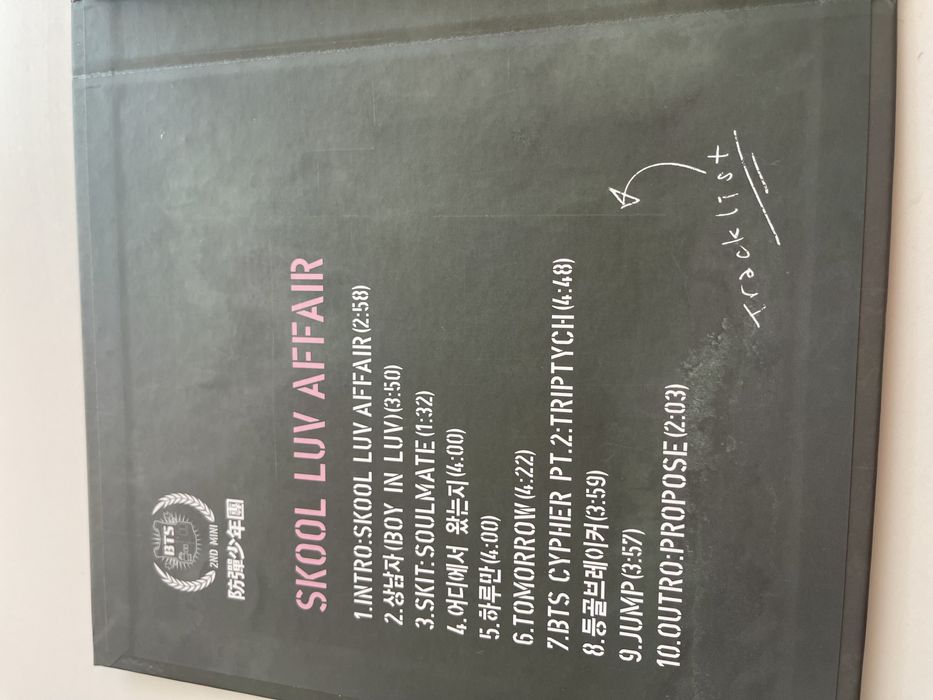 BTS
2ND MINI
防彈少年團
SKOOL LUV AFFAIR
1.INTRO:SKOOL LUV AFFAIR(2:58)
2.상남자 (BOY IN LUV)(3:50)
3.SKIT:SOULMATE(1:32)
4.어디에서 왔는지(4:00)
5.하루만(4:00)
6.TOMORROW(4:22)
7.BTS CYPHER PT.2:TRIPTYCH(4:48)
8.등골브레이커(3:59)
9.JUMP(3:57)
10.OUTRO:PROPOSE(2:03)
Tracklist